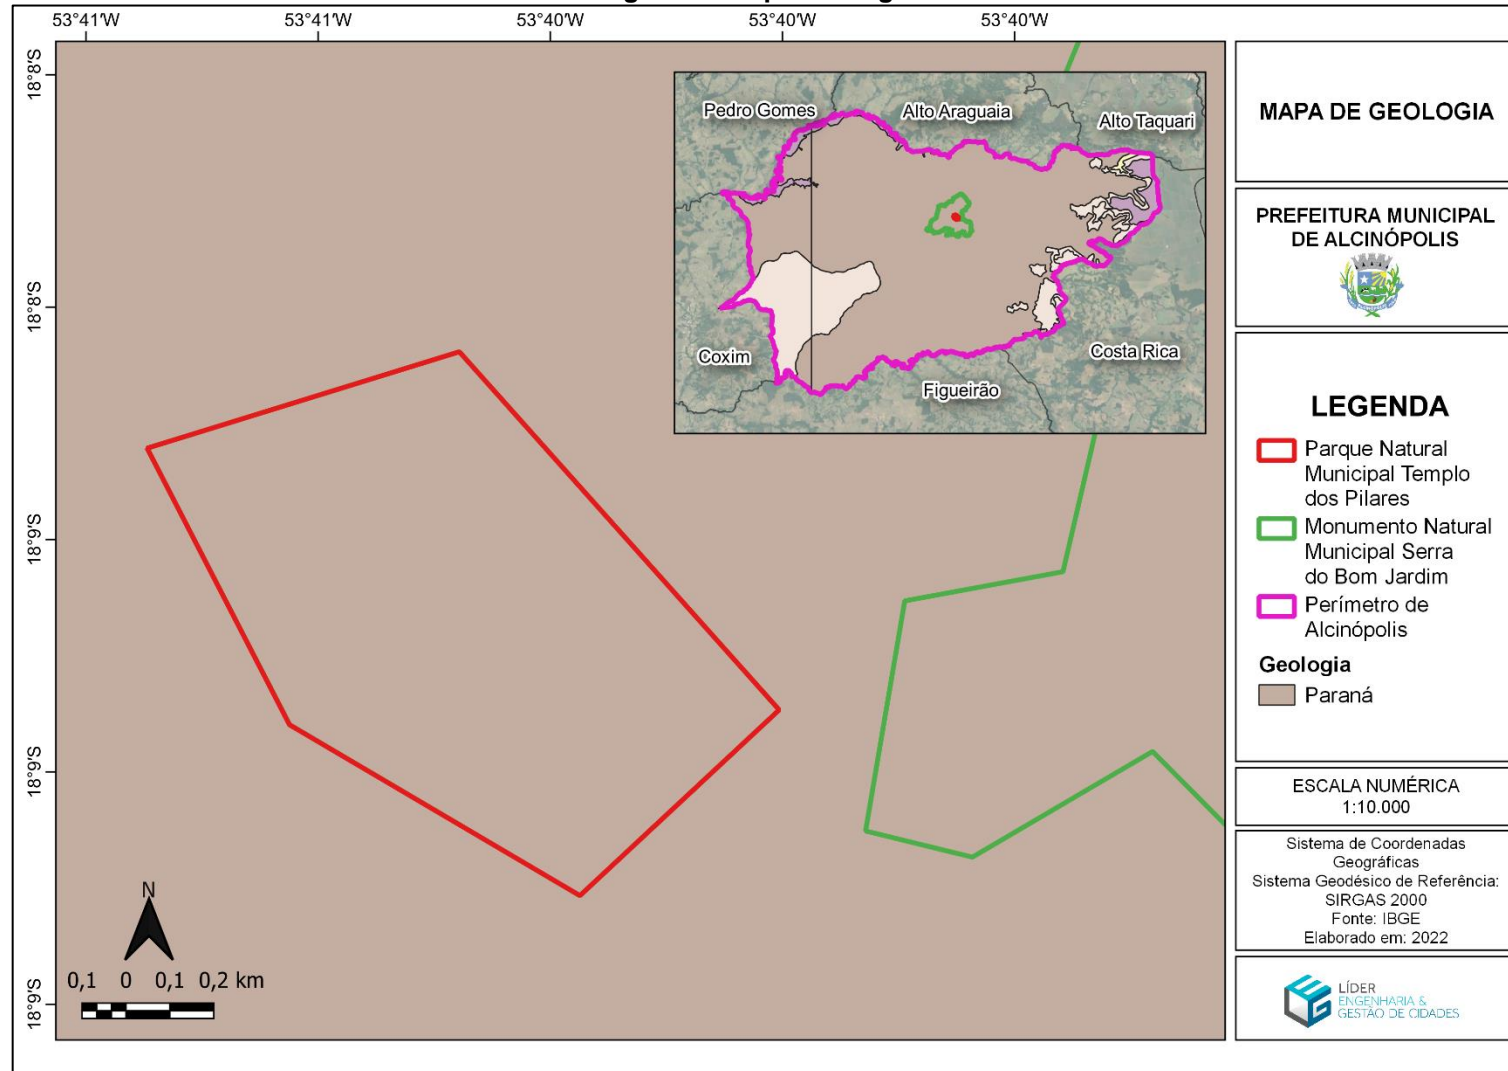 53°41'W 53°41'W 53°40'W 53°40'W 53°40'W
18°8'S
18°8'S
18°9'S
18°9'S
18°9'S
Pedro Gomes
Alto Araguaia
Alto Taquari
Coxim
Figueirão
Costa Rica
N
0,1 0 0,1 0,2 km
MAPA DE GEOLOGIA
PREFEITURA MUNICIPAL
DE ALCINÓPOLIS
LEGENDA
Parque Natural
Municipal Templo
dos Pilares
Monumento Natural
Municipal Serra
do Bom Jardim
Perímetro de
Alcinópolis
Geologia
Paraná
ESCALA NUMÉRICA
1:10.000
Sistema de Coordenadas
Geográficas
Sistema Geodésico de Referência:
SIRGAS 2000
Fonte: IBGE
Elaborado em: 2022
LÍDER
ENGENHARIA &
GESTÃO DE CIDADES